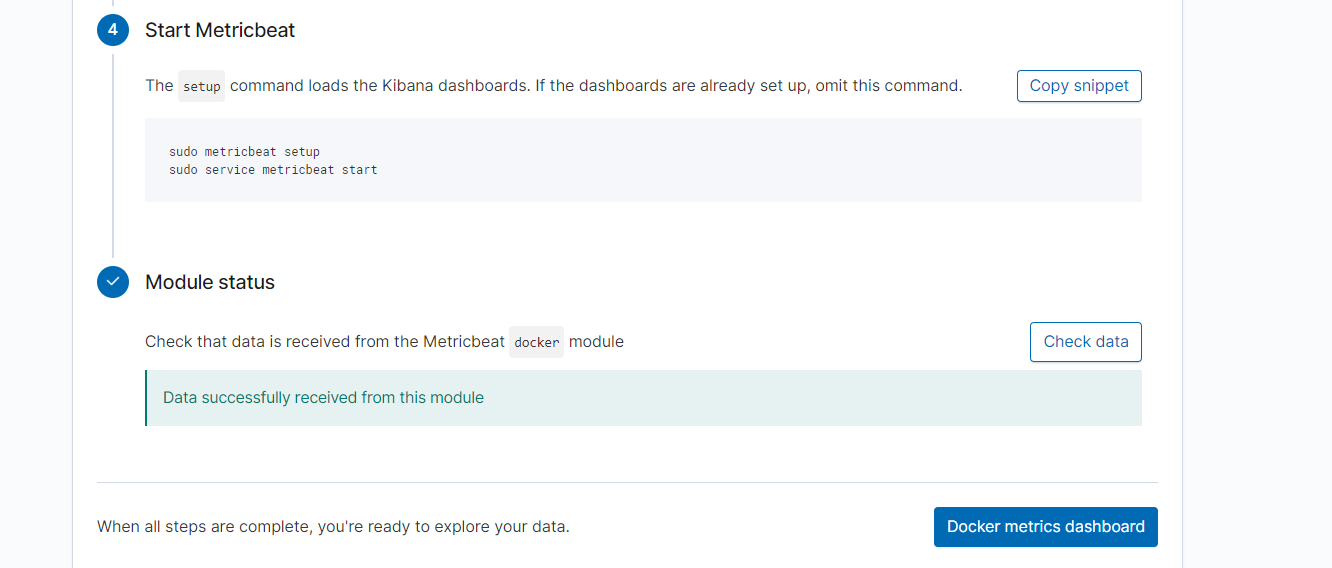 4 Start Metricbeat
The setup command loads the Kibana dashboards. If the dashboards are already set up, omit this command. Copy snippet
sudo metricbeat setup
sudo service metricbeat start
Module status
Check that data is received from the Metricbeat docker module Check data
Data successfully received from this module
When all steps are complete, you're ready to explore your data. Docker metrics dashboard